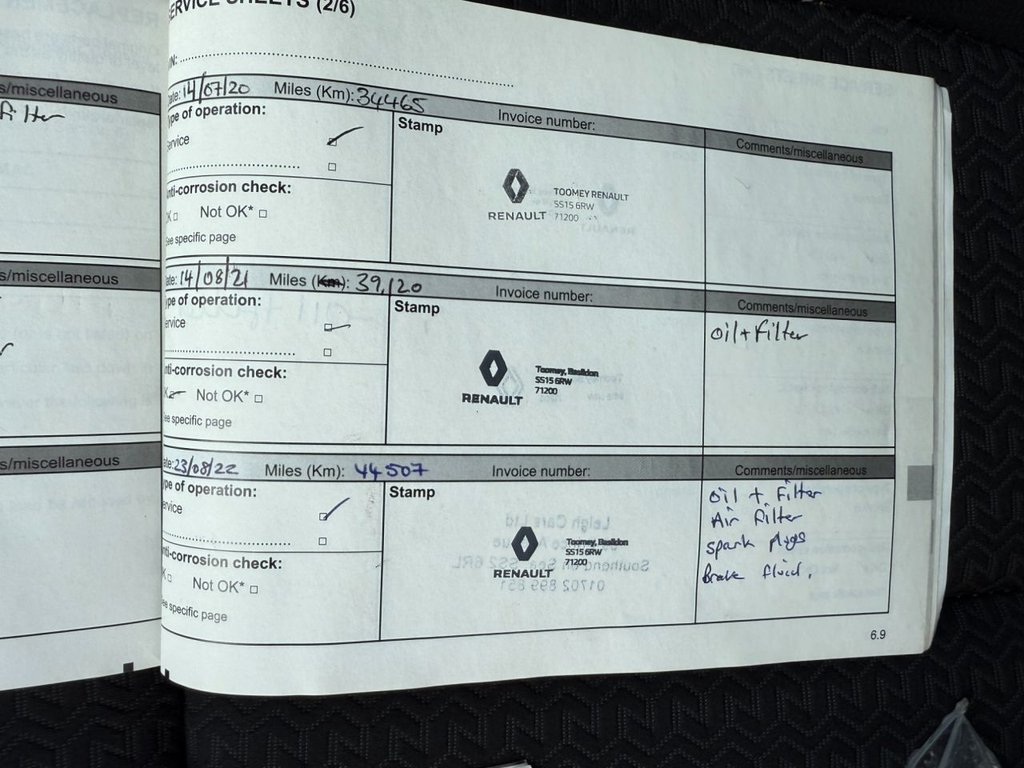 SERVICE SHEETS (2/6)
s/miscellaneous
Filter
Date: 14/07/20 Miles (Km): 34465 Invoice number: Comments/miscellaneous
Type of operation:
Service
Stamp
Anti-corrosion check:
OK Not OK*
See specific page
RENAULT
TOOMEY RENAULT
SS15 6RW
71200
s/miscellaneous
Date: 14/08/21 Miles (Km): 39,120 Invoice number: Comments/miscellaneous
Type of operation:
Service
Stamp
Anti-corrosion check:
OK Not OK*
See specific page
RENAULT
Toomey, Basildon
SS15 6RW
71200
oil + Filter
s/miscellaneous
Date: 23/08/22 Miles (Km): 44507 Invoice number: Comments/miscellaneous
Type of operation:
Service
Stamp
Anti-corrosion check:
OK Not OK*
See specific page
RENAULT
Toomey, Basildon
SS15 6RW
71200
oil + Filter
Air Filter
spark plugs
Brake fluid.
6.9